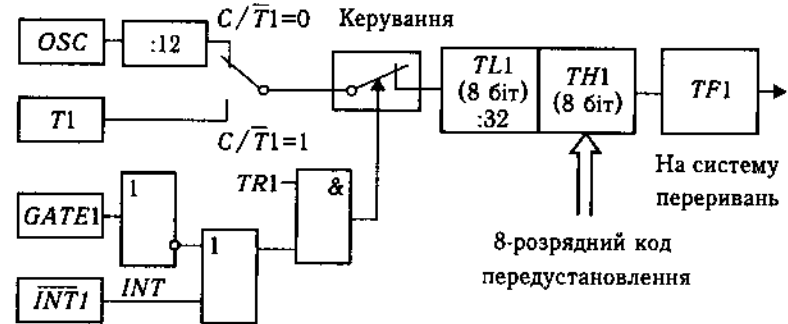 C/T̅1=0 Керування
OSC
:12
T1
C/T̅1=1
TL1
(8 біт)
:32
TH1
(8 біт)
TF1
На систему
переривань
TR1
&
GATE1
1
1
I̅N̅T̅1
INT
8-розрядний код
передустановлення